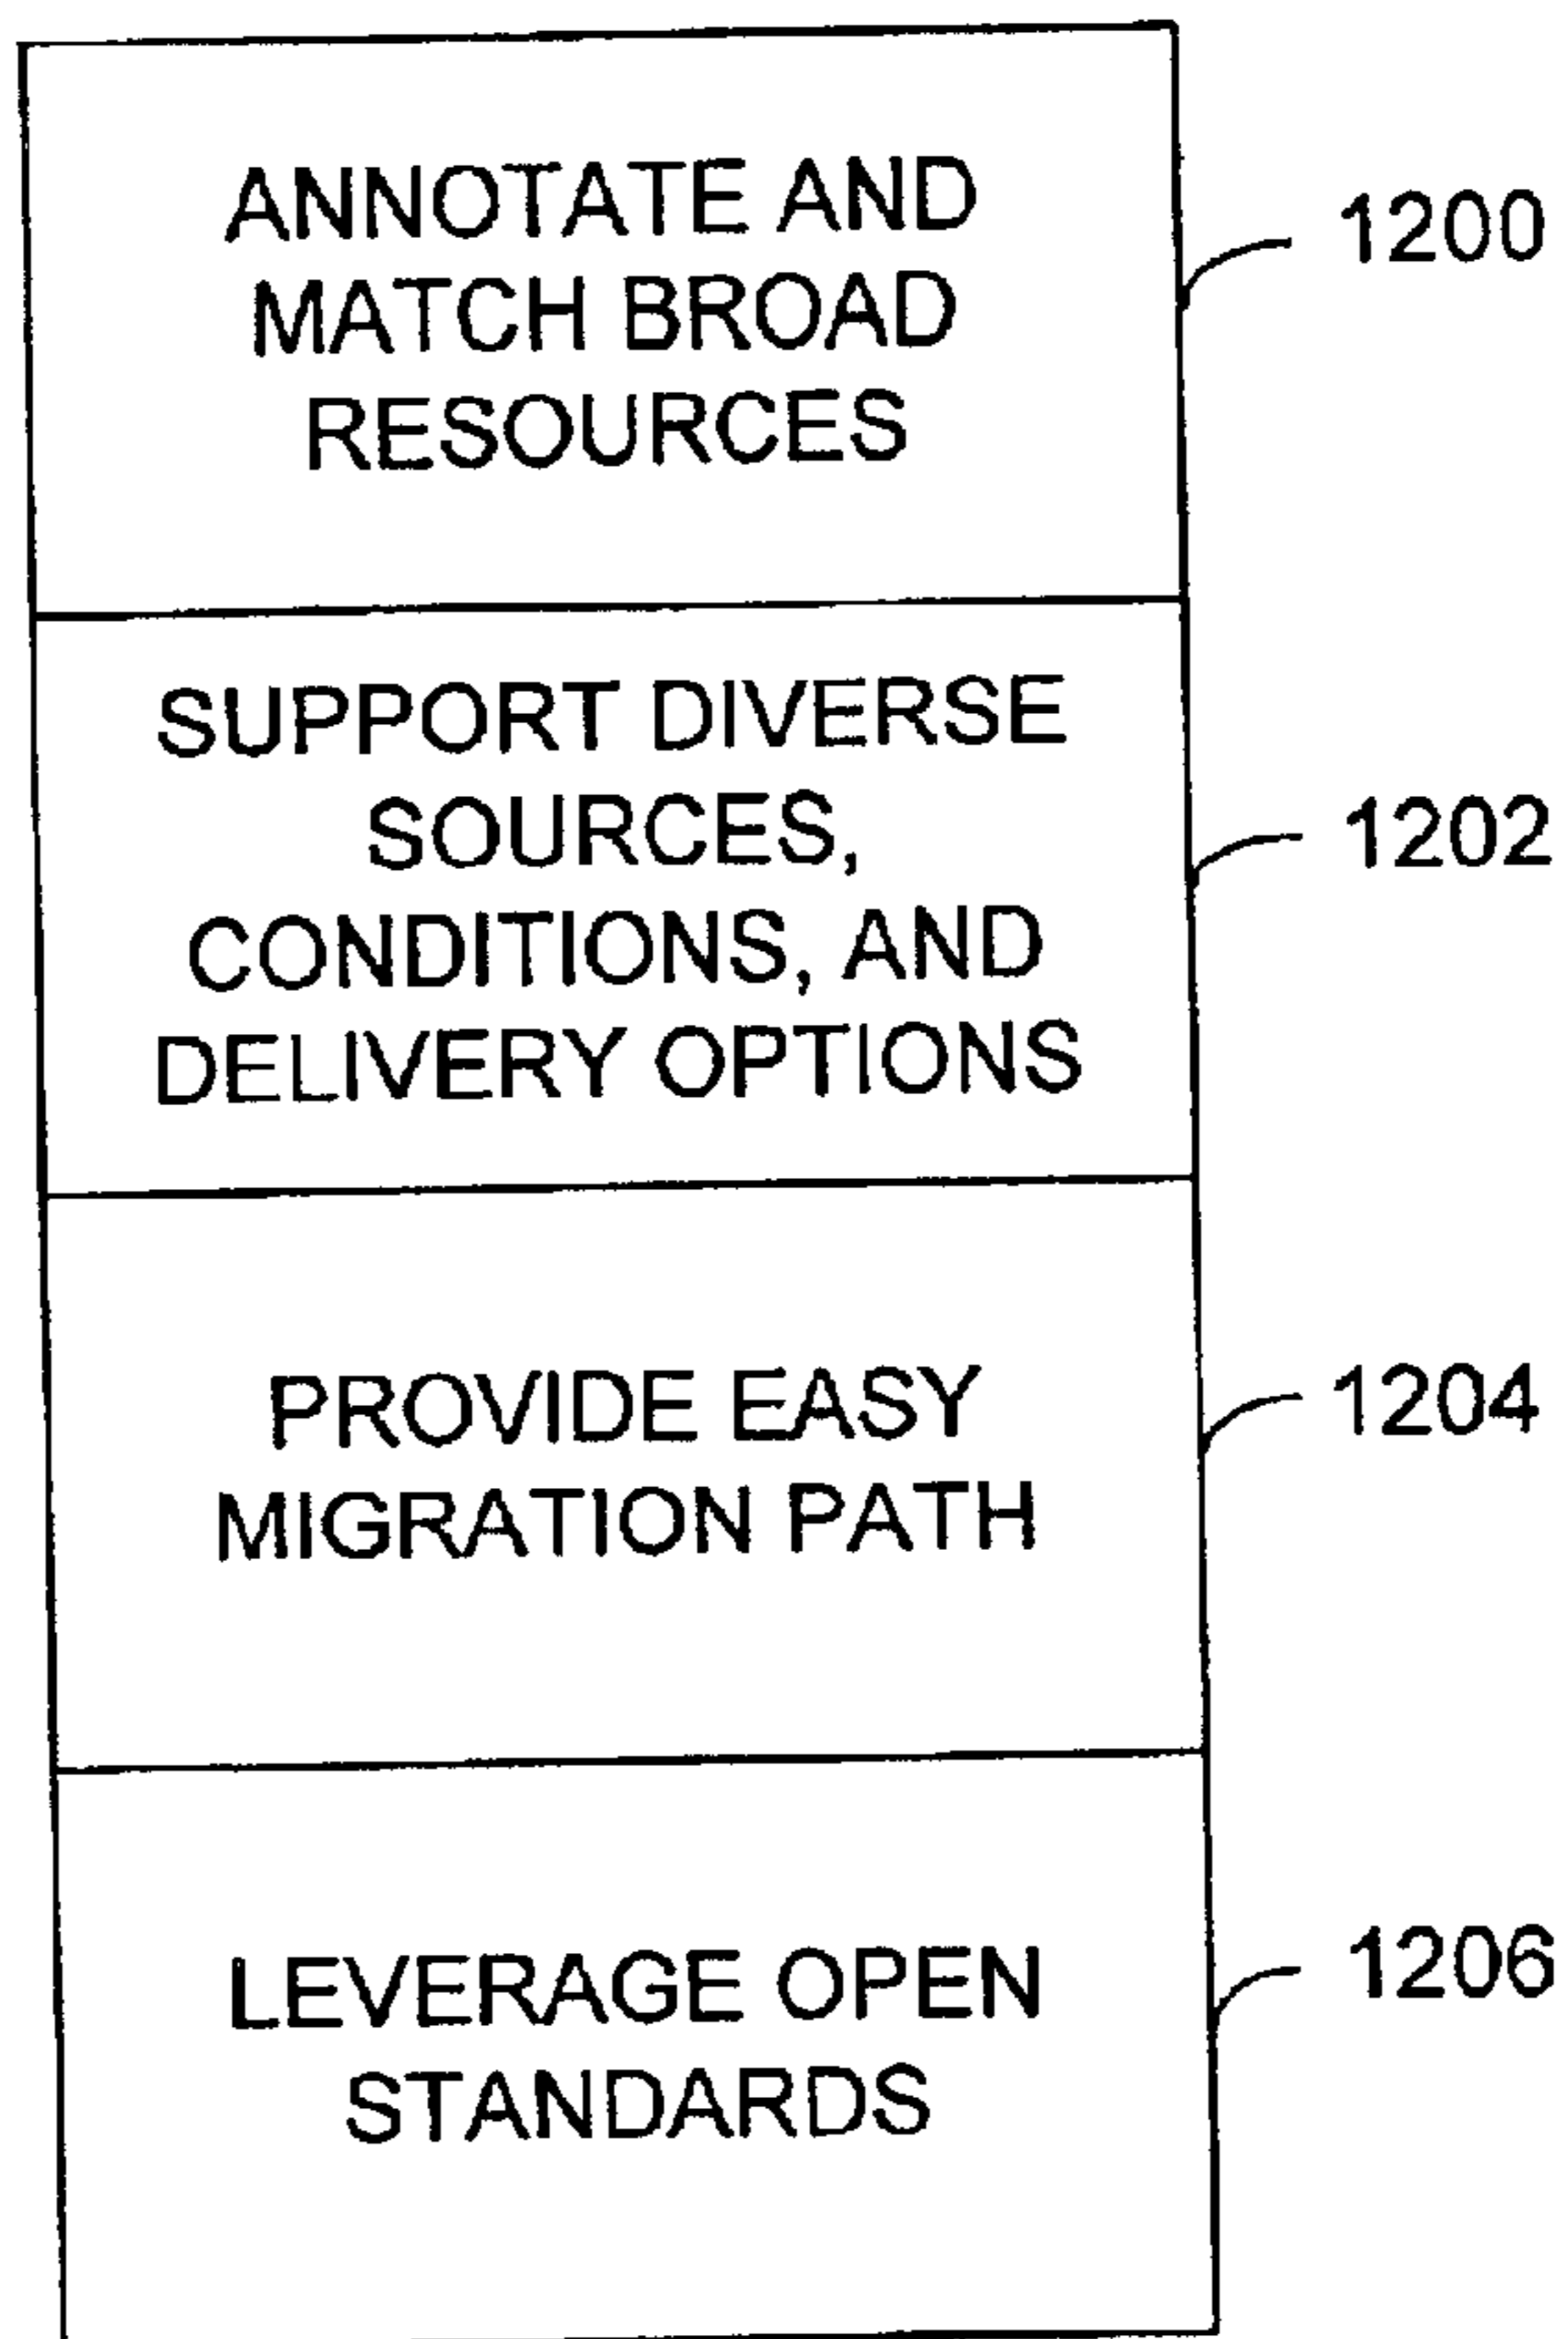 ANNOTATE AND
MATCH BROAD
RESOURCES
1200
SUPPORT DIVERSE
SOURCES,
CONDITIONS, AND
DELIVERY OPTIONS
1202
PROVIDE EASY
MIGRATION PATH
1204
LEVERAGE OPEN
STANDARDS
1206